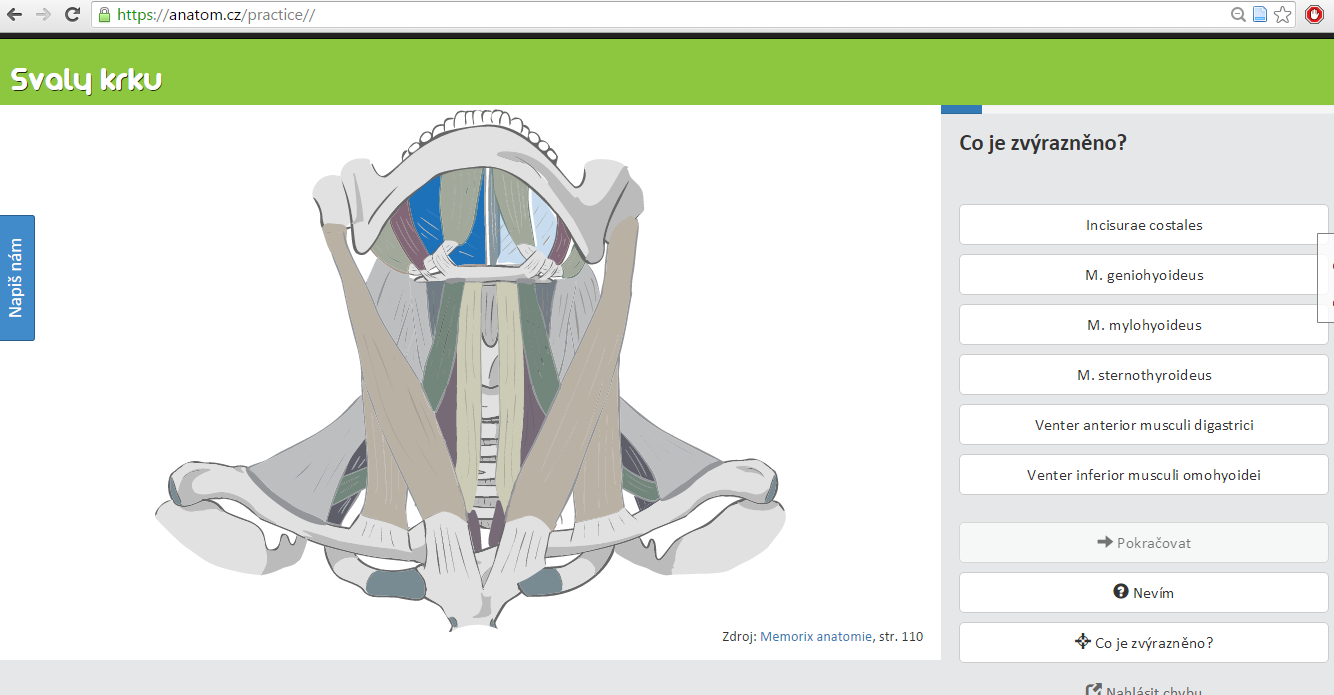 https://anatom.cz/practice//
Svaly krku
Napiš nám
Co je zvýrazněno?
Incisurae costales
M. geniohyoideus
M. mylohyoideus
M. sternothyroideus
Venter anterior musculi digastrici
Venter inferior musculi omohyoidei
Pokračovat
Nevím
Co je zvýrazněno?
Nahlásit chybu
Zdroj: Memorix anatomie, str. 110